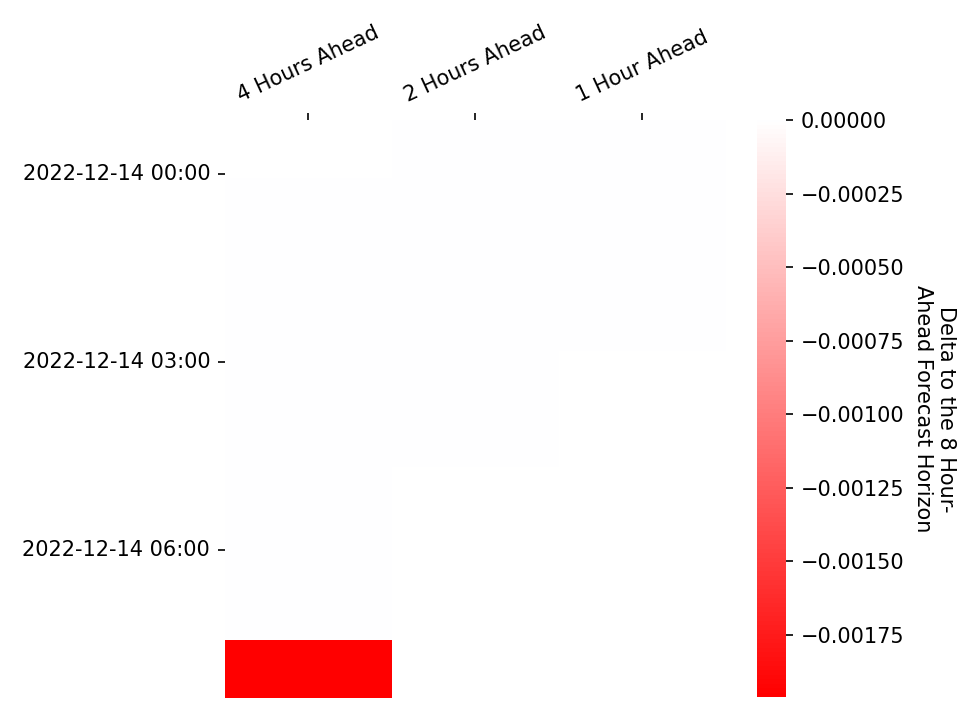 4 Hours Ahead
2 Hours Ahead
1 Hour Ahead
2022-12-14 00:00
2022-12-14 03:00
2022-12-14 06:00
0.00000
−0.00025
−0.00050
−0.00075
−0.00100
−0.00125
−0.00150
−0.00175
Delta to the 8 Hour-
Ahead Forecast Horizon